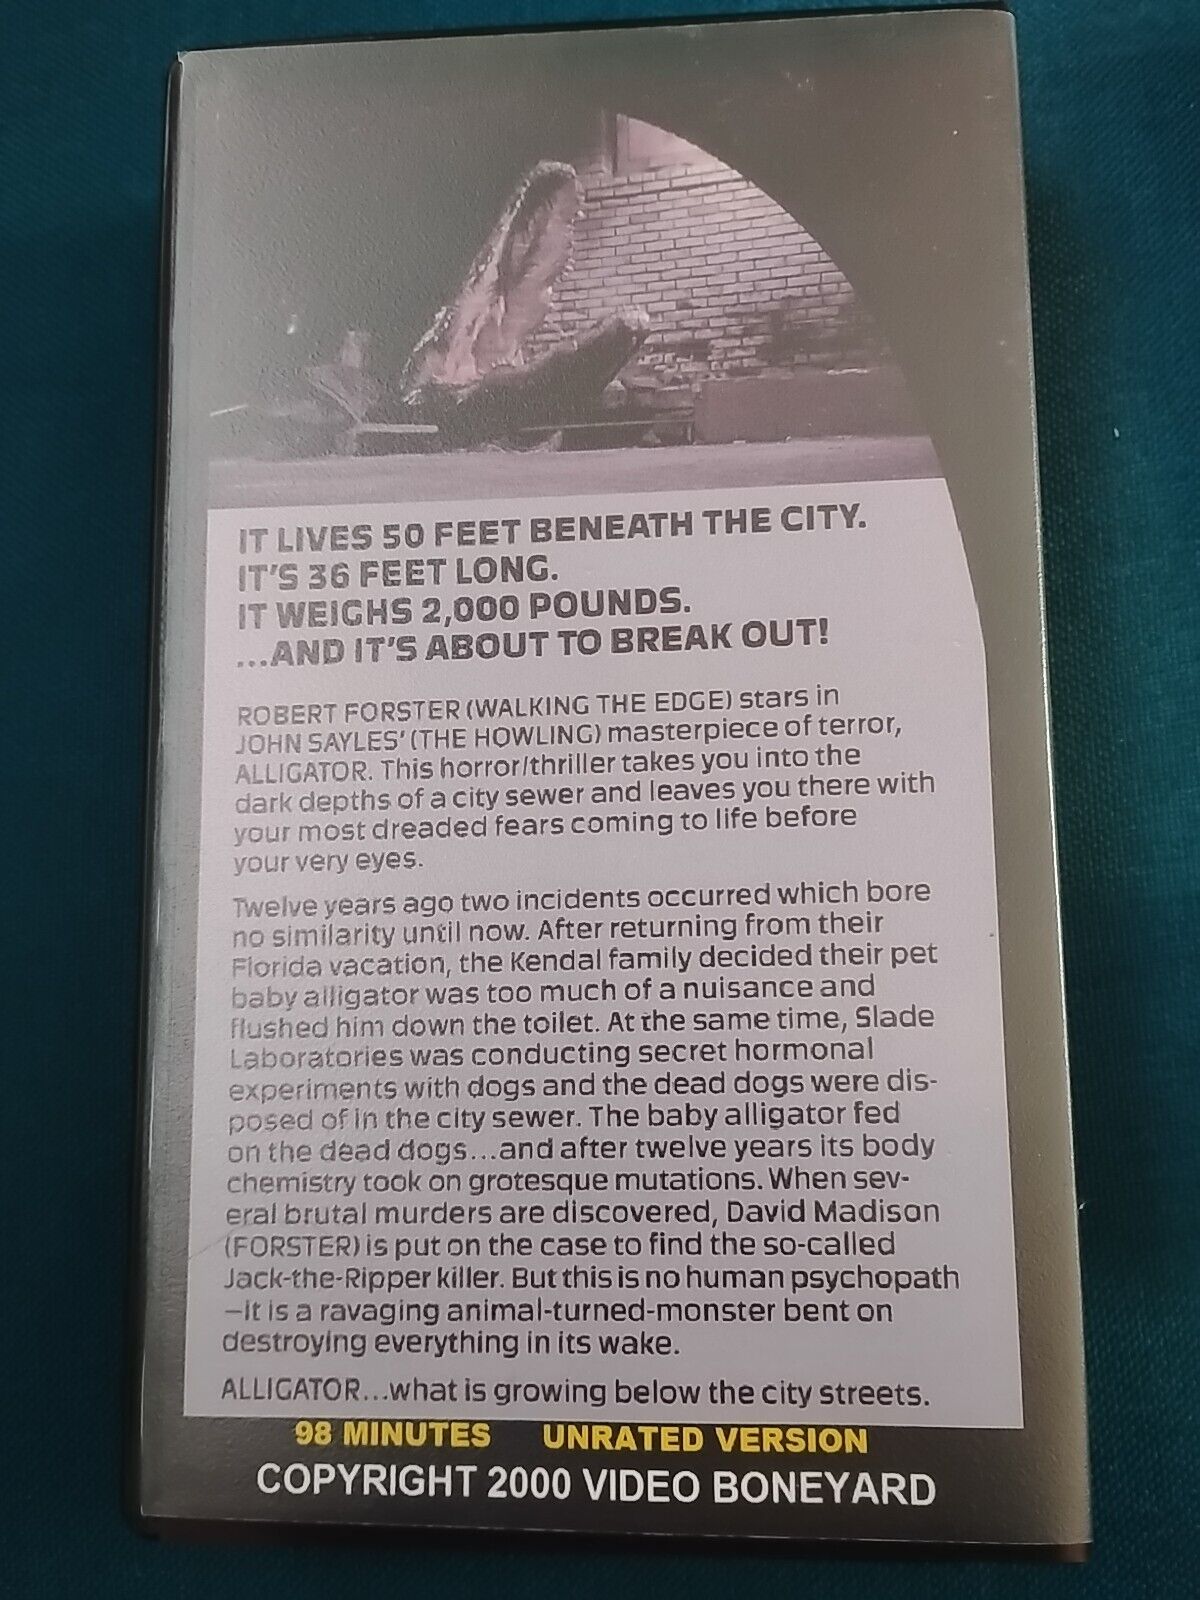 IT LIVES 50 FEET BENEATH THE CITY.
IT'S 36 FEET LONG.
IT WEIGHS 2,000 POUNDS.
...AND IT'S ABOUT TO BREAK OUT!
ROBERT FORSTER (WALKING THE EDGE) stars in
JOHN SAYLES' (THE HOWLING) masterpiece of terror,
ALLIGATOR. This horror/thriller takes you into the
dark depths of a city sewer and leaves you there with
your most dreaded fears coming to life before
your very eyes.
Twelve years ago two incidents occurred which bore
no similarity until now. After returning from their
Florida vacation, the Kendal family decided their pet
baby alligator was too much of a nuisance and
flushed him down the toilet. At the same time, Slade
Laboratories was conducting secret hormonal
experiments with dogs and the dead dogs were dis-
posed of in the city sewer. The baby alligator fed
on the dead dogs...and after twelve years its body
chemistry took on grotesque mutations. When sev-
eral brutal murders are discovered, David Madison
(FORSTER) is put on the case to find the so-called
Jack-the-Ripper killer. But this is no human psychopath
—it is a ravaging animal-turned-monster bent on
destroying everything in its wake.
ALLIGATOR...what is growing below the city streets.
98 MINUTES UNRATED VERSION
COPYRIGHT 2000 VIDEO BONEYARD